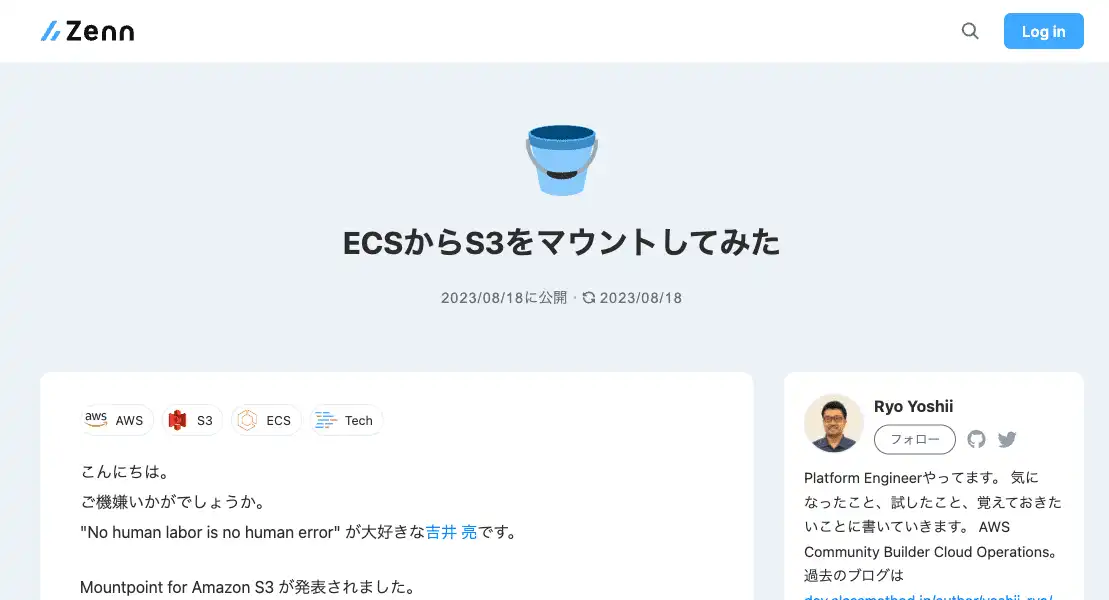 Zenn
Log in
ECSからS3をマウントしてみた
2023/08/18に公開 · 2023/08/18
aws AWS S3 ECS Tech
こんにちは。
ご機嫌いかがでしょうか。
"No human labor is no human error" が大好きな吉井 亮です。
Mountpoint for Amazon S3 が発表されました。
Ryo Yoshii
フォロー
Platform Engineerやってます。 気に
なったこと、試したこと、覚えておきた
いことに書いていきます。 AWS
Community Builder Cloud Operations。
過去のブログは
dev.classmethod.jp/author/yoshii-ryo/